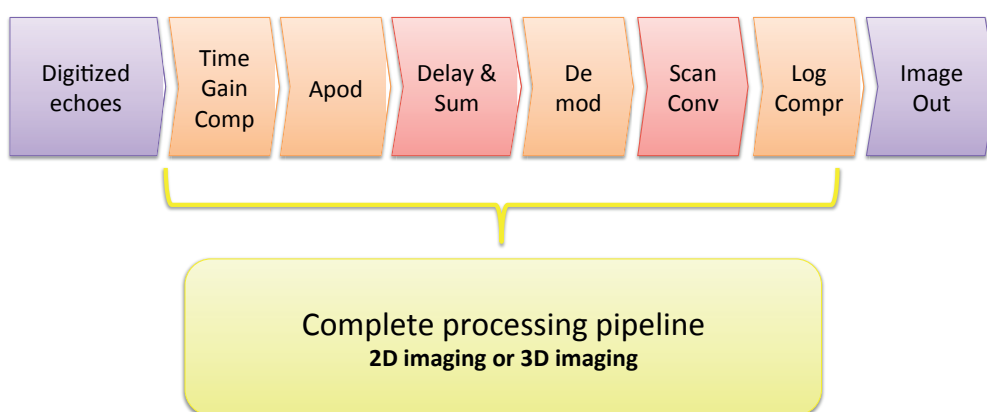 Digitized
echoes
Time
Gain
Comp
Apod
Delay &
Sum
De
mod
Scan
Conv
Log
Compr
Image
Out
Complete processing pipeline
2D imaging or 3D imaging